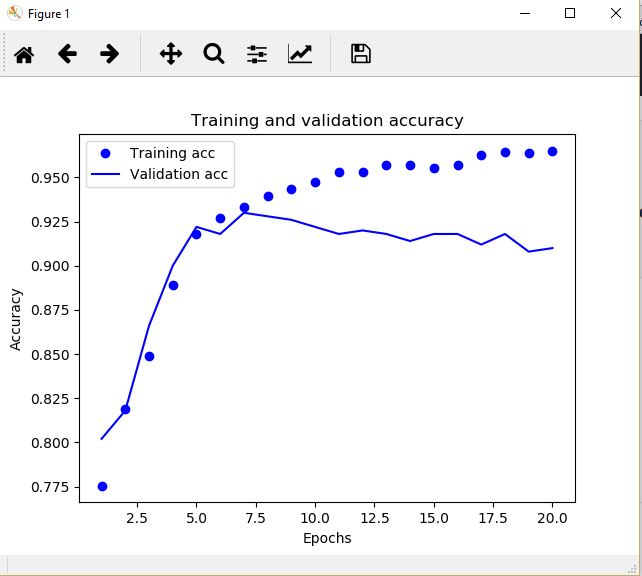 Figure 1
Training and validation accuracy
Training acc
Validation acc
0.950
0.925
0.900
0.875
0.850
0.825
0.800
0.775
Accuracy
2.5 5.0 7.5 10.0 12.5 15.0 17.5 20.0
Epochs